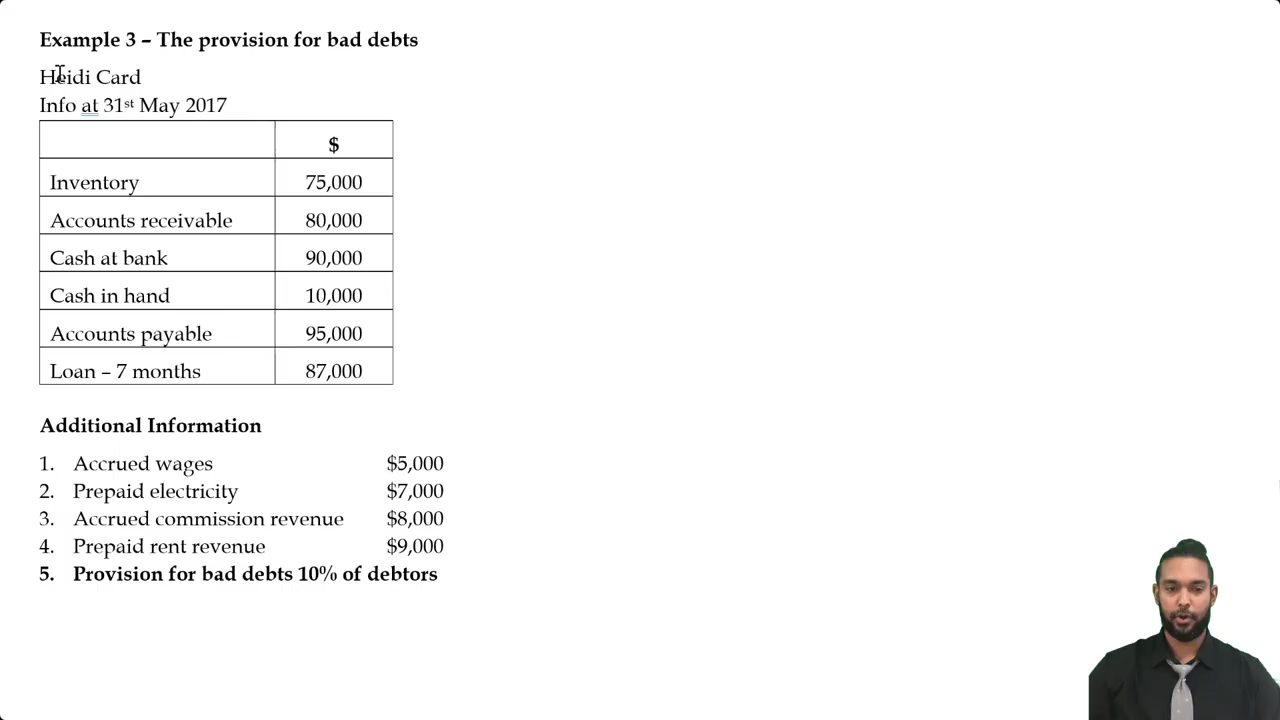 Example 3 – The provision for bad debts
Heidi Card
Info at 31st May 2017
$
Inventory 75,000
Accounts receivable 80,000
Cash at bank 90,000
Cash in hand 10,000
Accounts payable 95,000
Loan – 7 months 87,000
Additional Information
1. Accrued wages $5,000
2. Prepaid electricity $7,000
3. Accrued commission revenue $8,000
4. Prepaid rent revenue $9,000
5. Provision for bad debts 10% of debtors